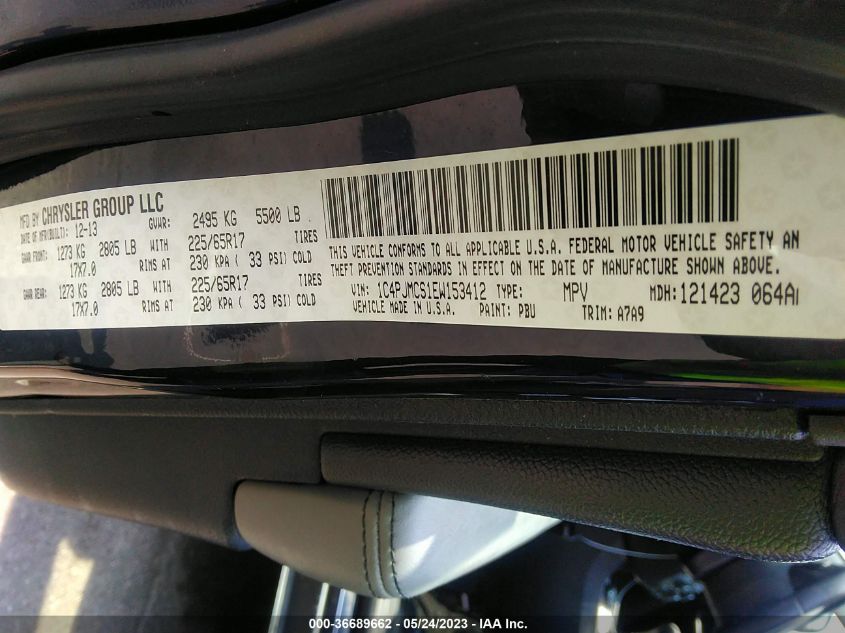 MFD BY CHRYSLER GROUP LLC
DATE OF MFR(BUILT): 12-13 GVWR: 2495 KG 5500 LB
GAWR FRONT: 1273 KG 2805 LB WITH 225/65R17 TIRES
17X7.0 RIMS AT 230 KPA ( 33 PSI) COLD
GAWR REAR: 1273 KG 2805 LB WITH 225/65R17 TIRES
17X7.0 RIMS AT 230 KPA ( 33 PSI) COLD
THIS VEHICLE CONFORMS TO ALL APPLICABLE U.S.A. FEDERAL MOTOR VEHICLE SAFETY AN
THEFT PREVENTION STANDARDS IN EFFECT ON THE DATE OF MANUFACTURE SHOWN ABOVE.
VIN: 1C4PJMCS1EW153412 TYPE: MPV MDH: 121423 064A
VEHICLE MADE IN U.S.A. PAINT: PBU TRIM: A7A9
000-36689662 - 05/24/2023 - IAAI Inc.